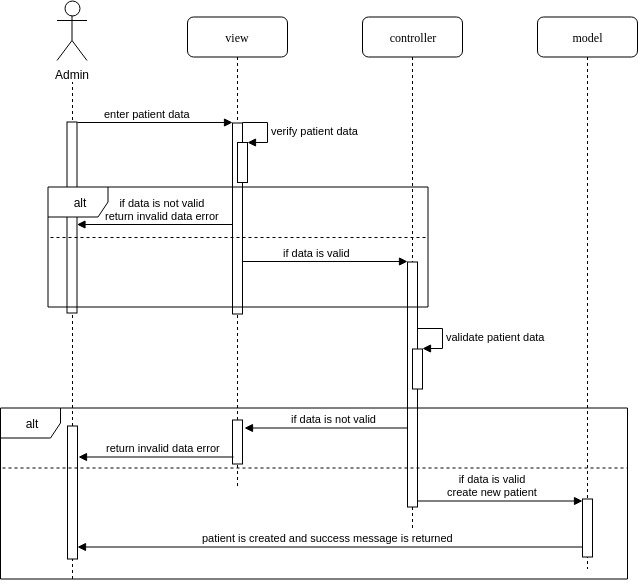 view
controller
model
Admin
enter patient data
verify patient data
alt
if data is not valid
return invalid data error
if data is valid
validate patient data
alt
if data is not valid
return invalid data error
if data is valid
create new patient
patient is created and success message is returned